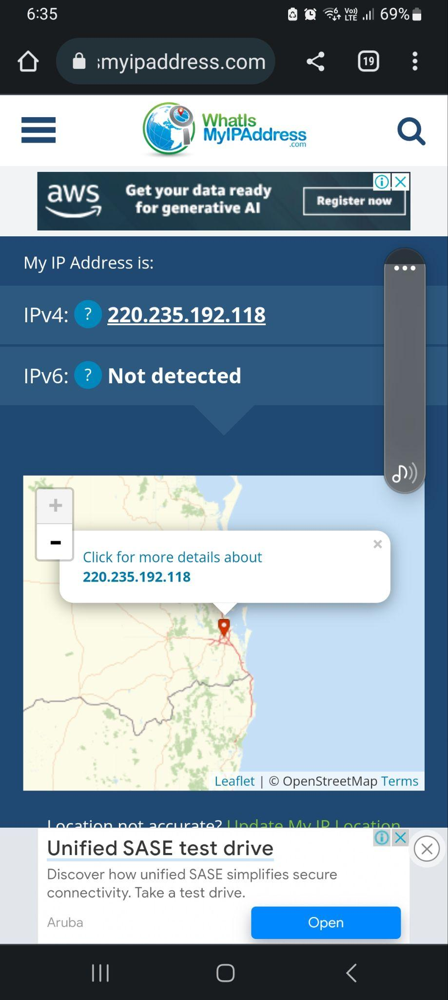 6:35
Vo))
LTE
69%
smyipaddress.com
19
WhatIs
MyIPAddress
.com
aws
Get your data ready
for generative AI
Register now
My IP Address is:
IPv4: ? 220.235.192.118
IPv6: ? Not detected
+
-
Click for more details about
220.235.192.118
×
Leaflet | © OpenStreetMap Terms
Location not accurate? Update My IP Location
Unified SASE test drive
Discover how unified SASE simplifies secure
connectivity. Take a test drive.
Aruba
Open